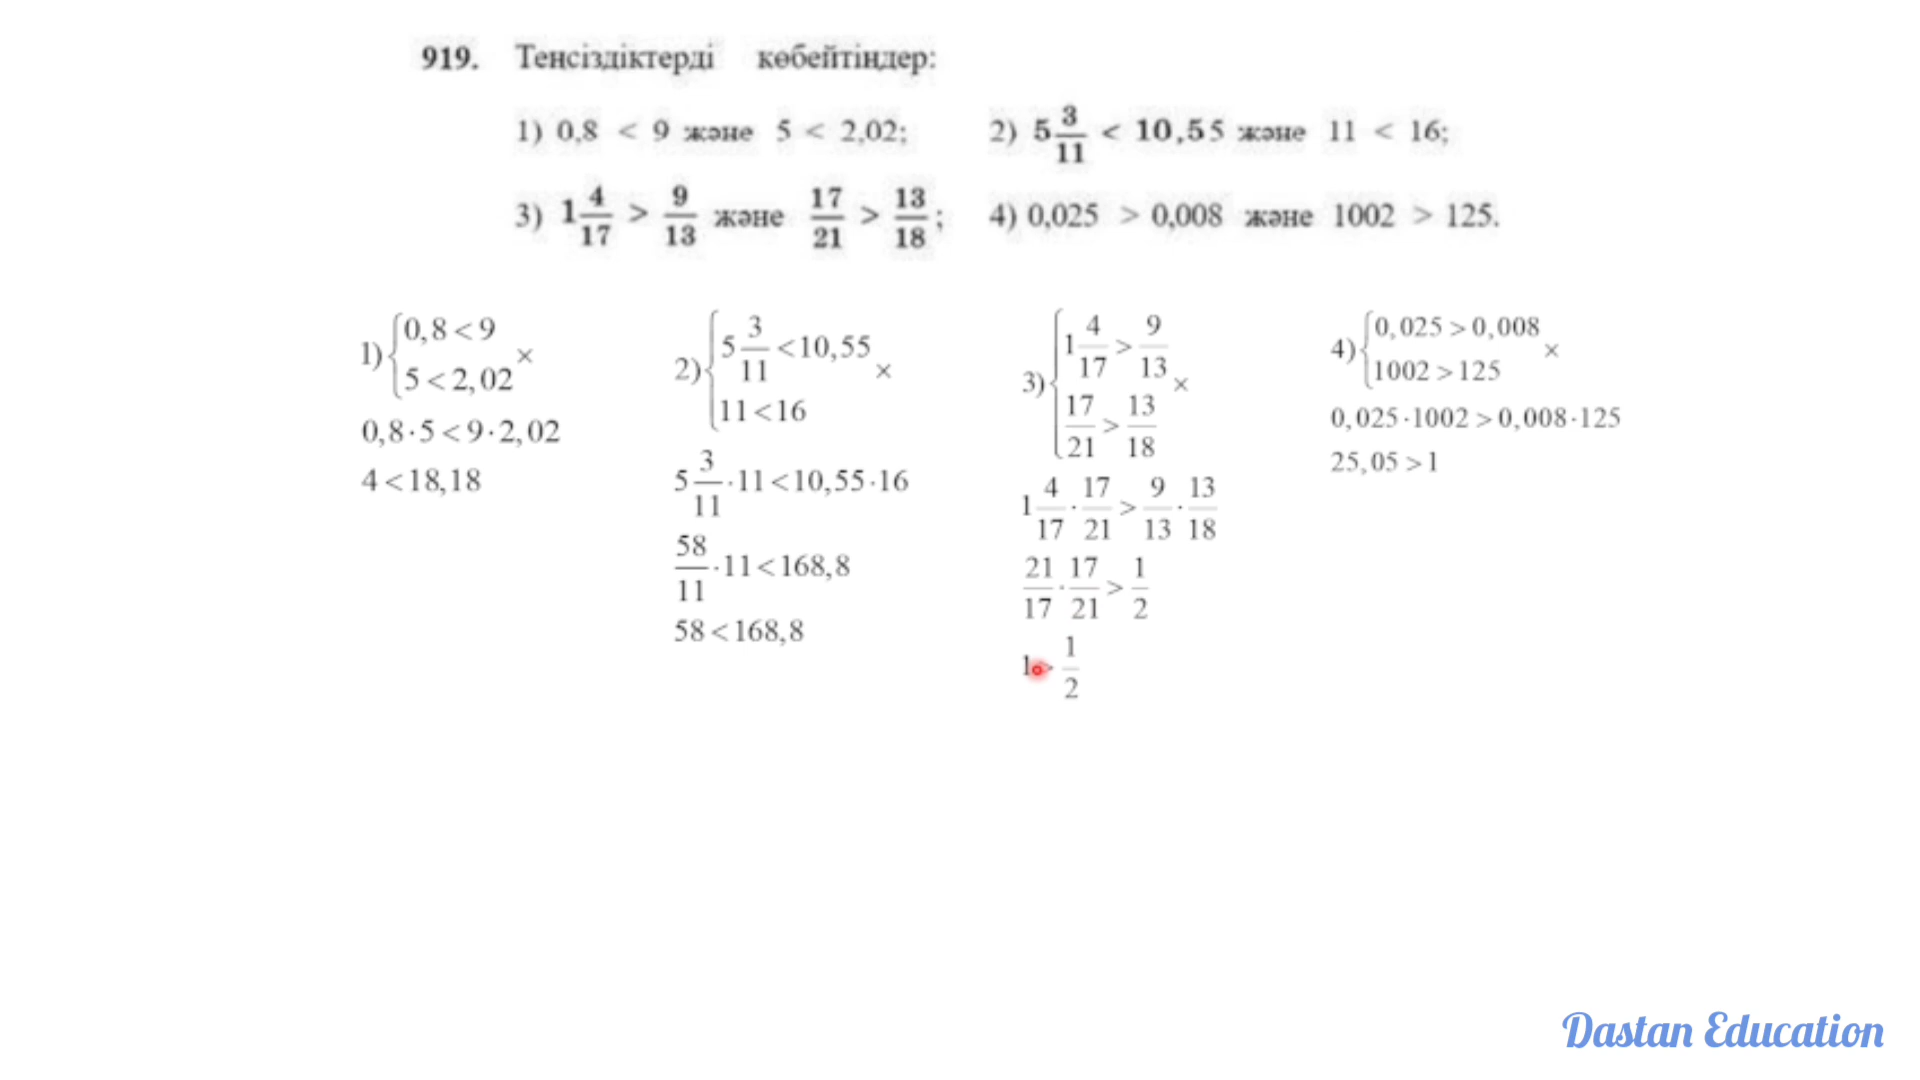 919. Теңсіздіктерді көбейтіңдер:
1) 0,8 < 9 және 5 < 2,02; 2) 5 3/11 < 10,55 және 11 < 16;
3) 1 4/17 > 9/13 және 17/21 > 13/18; 4) 0,025 > 0,008 және 1002 > 125.
1) { 0,8 < 9
5 < 2,02 ×
0,8 · 5 < 9 · 2,02
4 < 18,18
2) { 5 3/11 < 10,55
11 < 16 ×
5 3/11 · 11 < 10,55 · 16
58/11 · 11 < 168,8
58 < 168,8
3) { 1 4/17 > 9/13
17/21 > 13/18 ×
1 4/17 · 17/21 > 9/13 · 13/18
21/17 · 17/21 > 1/2
1 > 1/2
4) { 0,025 > 0,008
1002 > 125 ×
0,025 · 1002 > 0,008 · 125
25,05 > 1
Dastan Education